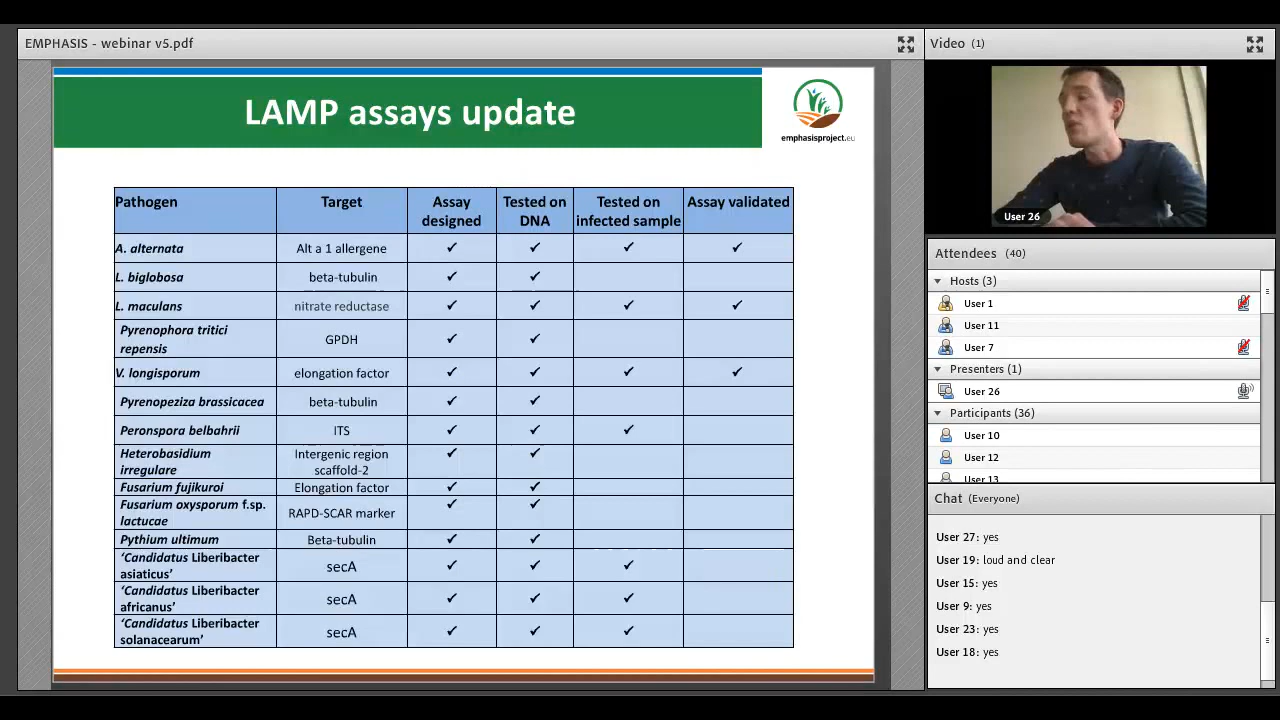 EMPHASIS - webinar v5.pdf
LAMP assays update
emphasisproject.eu
Pathogen Target Assay designed Tested on DNA Tested on infected sample Assay validated
A. alternata Alt a 1 allergene ✓ ✓ ✓ ✓
L. biglobosa beta-tubulin ✓ ✓
L. maculans nitrate reductase ✓ ✓ ✓ ✓
Pyrenophora tritici repensis GPDH ✓ ✓
V. longisporum elongation factor ✓ ✓ ✓ ✓
Pyrenopeziza brassicacea beta-tubulin ✓ ✓
Peronspora belbahrii ITS ✓ ✓ ✓
Heterobasidium irregulare Intergenic region scaffold-2 ✓ ✓
Fusarium fujikuroi Elongation factor ✓ ✓
Fusarium oxysporum f.sp. lactucae RAPD-SCAR marker ✓ ✓
Pythium ultimum Beta-tubulin ✓ ✓
‘Candidatus Liberibacter asiaticus’ secA ✓ ✓ ✓
‘Candidatus Liberibacter africanus’ secA ✓ ✓ ✓
‘Candidatus Liberibacter solanacearum’ secA ✓ ✓ ✓
Video (1)
User 26
Attendees (40)
Hosts (3)
User 1
User 11
User 7
Presenters (1)
User 26
Participants (36)
User 10
User 12
User 13
Chat (Everyone)
User 27: yes
User 19: loud and clear
User 15: yes
User 9: yes
User 23: yes
User 18: yes